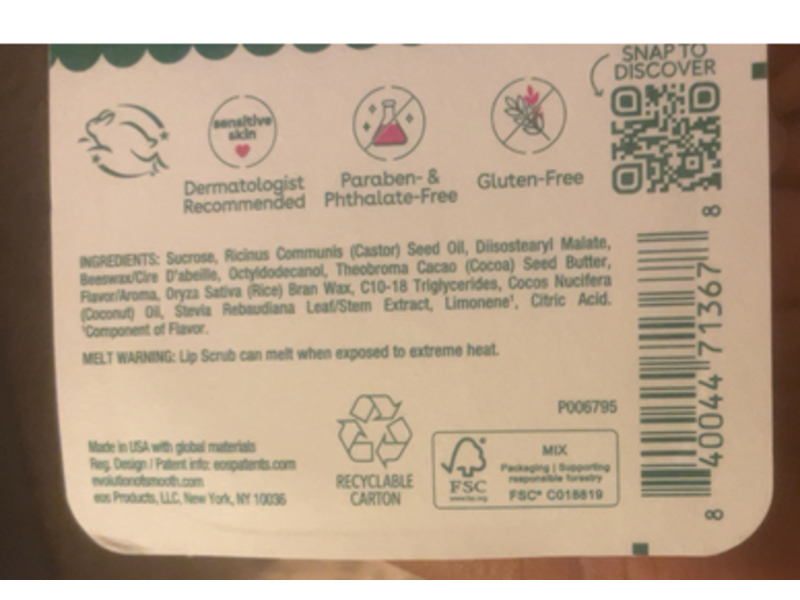 SNAP TO
DISCOVER
sensitive
skin
Dermatologist
Recommended
Paraben- &
Phthalate-Free
Gluten-Free
INGREDIENTS: Sucrose, Ricinus Communis (Castor) Seed Oil, Diisostearyl Malate,
Beeswax/Cire D'abeille, Octyldodecanol, Theobroma Cacao (Cocoa) Seed Butter,
Flavor/Aroma, Oryza Sativa (Rice) Bran Wax, C10-18 Triglycerides, Cocos Nucifera
(Coconut) Oil, Stevia Rebaudiana Leaf/Stem Extract, Limonene¹, Citric Acid.
¹Component of Flavor.
MELT WARNING: Lip Scrub can melt when exposed to extreme heat.
P006795
Made in USA with global materials
Reg. Design / Patent info: eospatents.com
evolutionofsmooth.com
eos Products, LLC, New York, NY 10036
RECYCLABLE
CARTON
FSC
www.fsc.org
MIX
Packaging | Supporting
responsible forestry
FSC® C018819
8 40044 71367 8